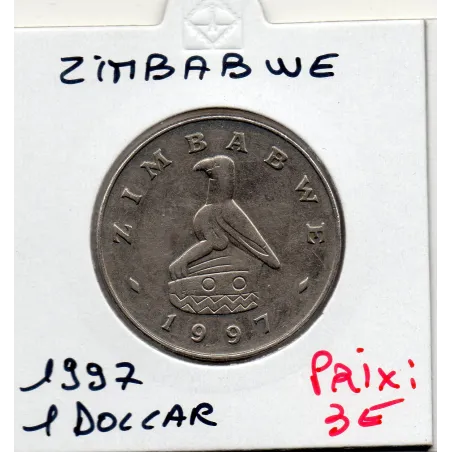 ZIMBABWE
ZIMBABWE
1997
1997
1 DOLLAR
Prix:
3€